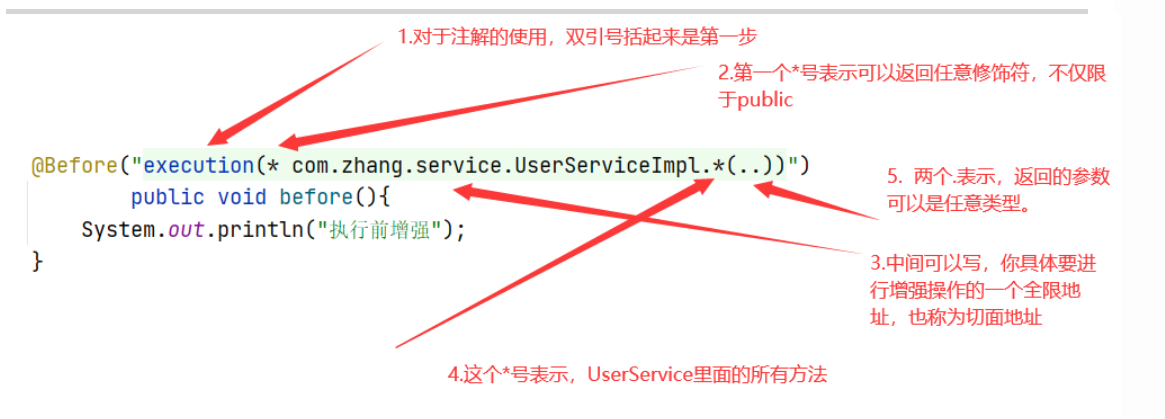 1.对于注解的使用，双引号括起来是第一步
2.第一个*号表示可以返回任意修饰符，不仅限
于public
@Before("execution(* com.zhang.service.UserServiceImpl.*(..))")
public void before(){
System.out.println("执行前增强");
}
5. 两个.表示，返回的参数
可以是任意类型。
3.中间可以写，你具体要进
行增强操作的一个全限地
址，也称为切面地址
4.这个*号表示，UserService里面的所有方法